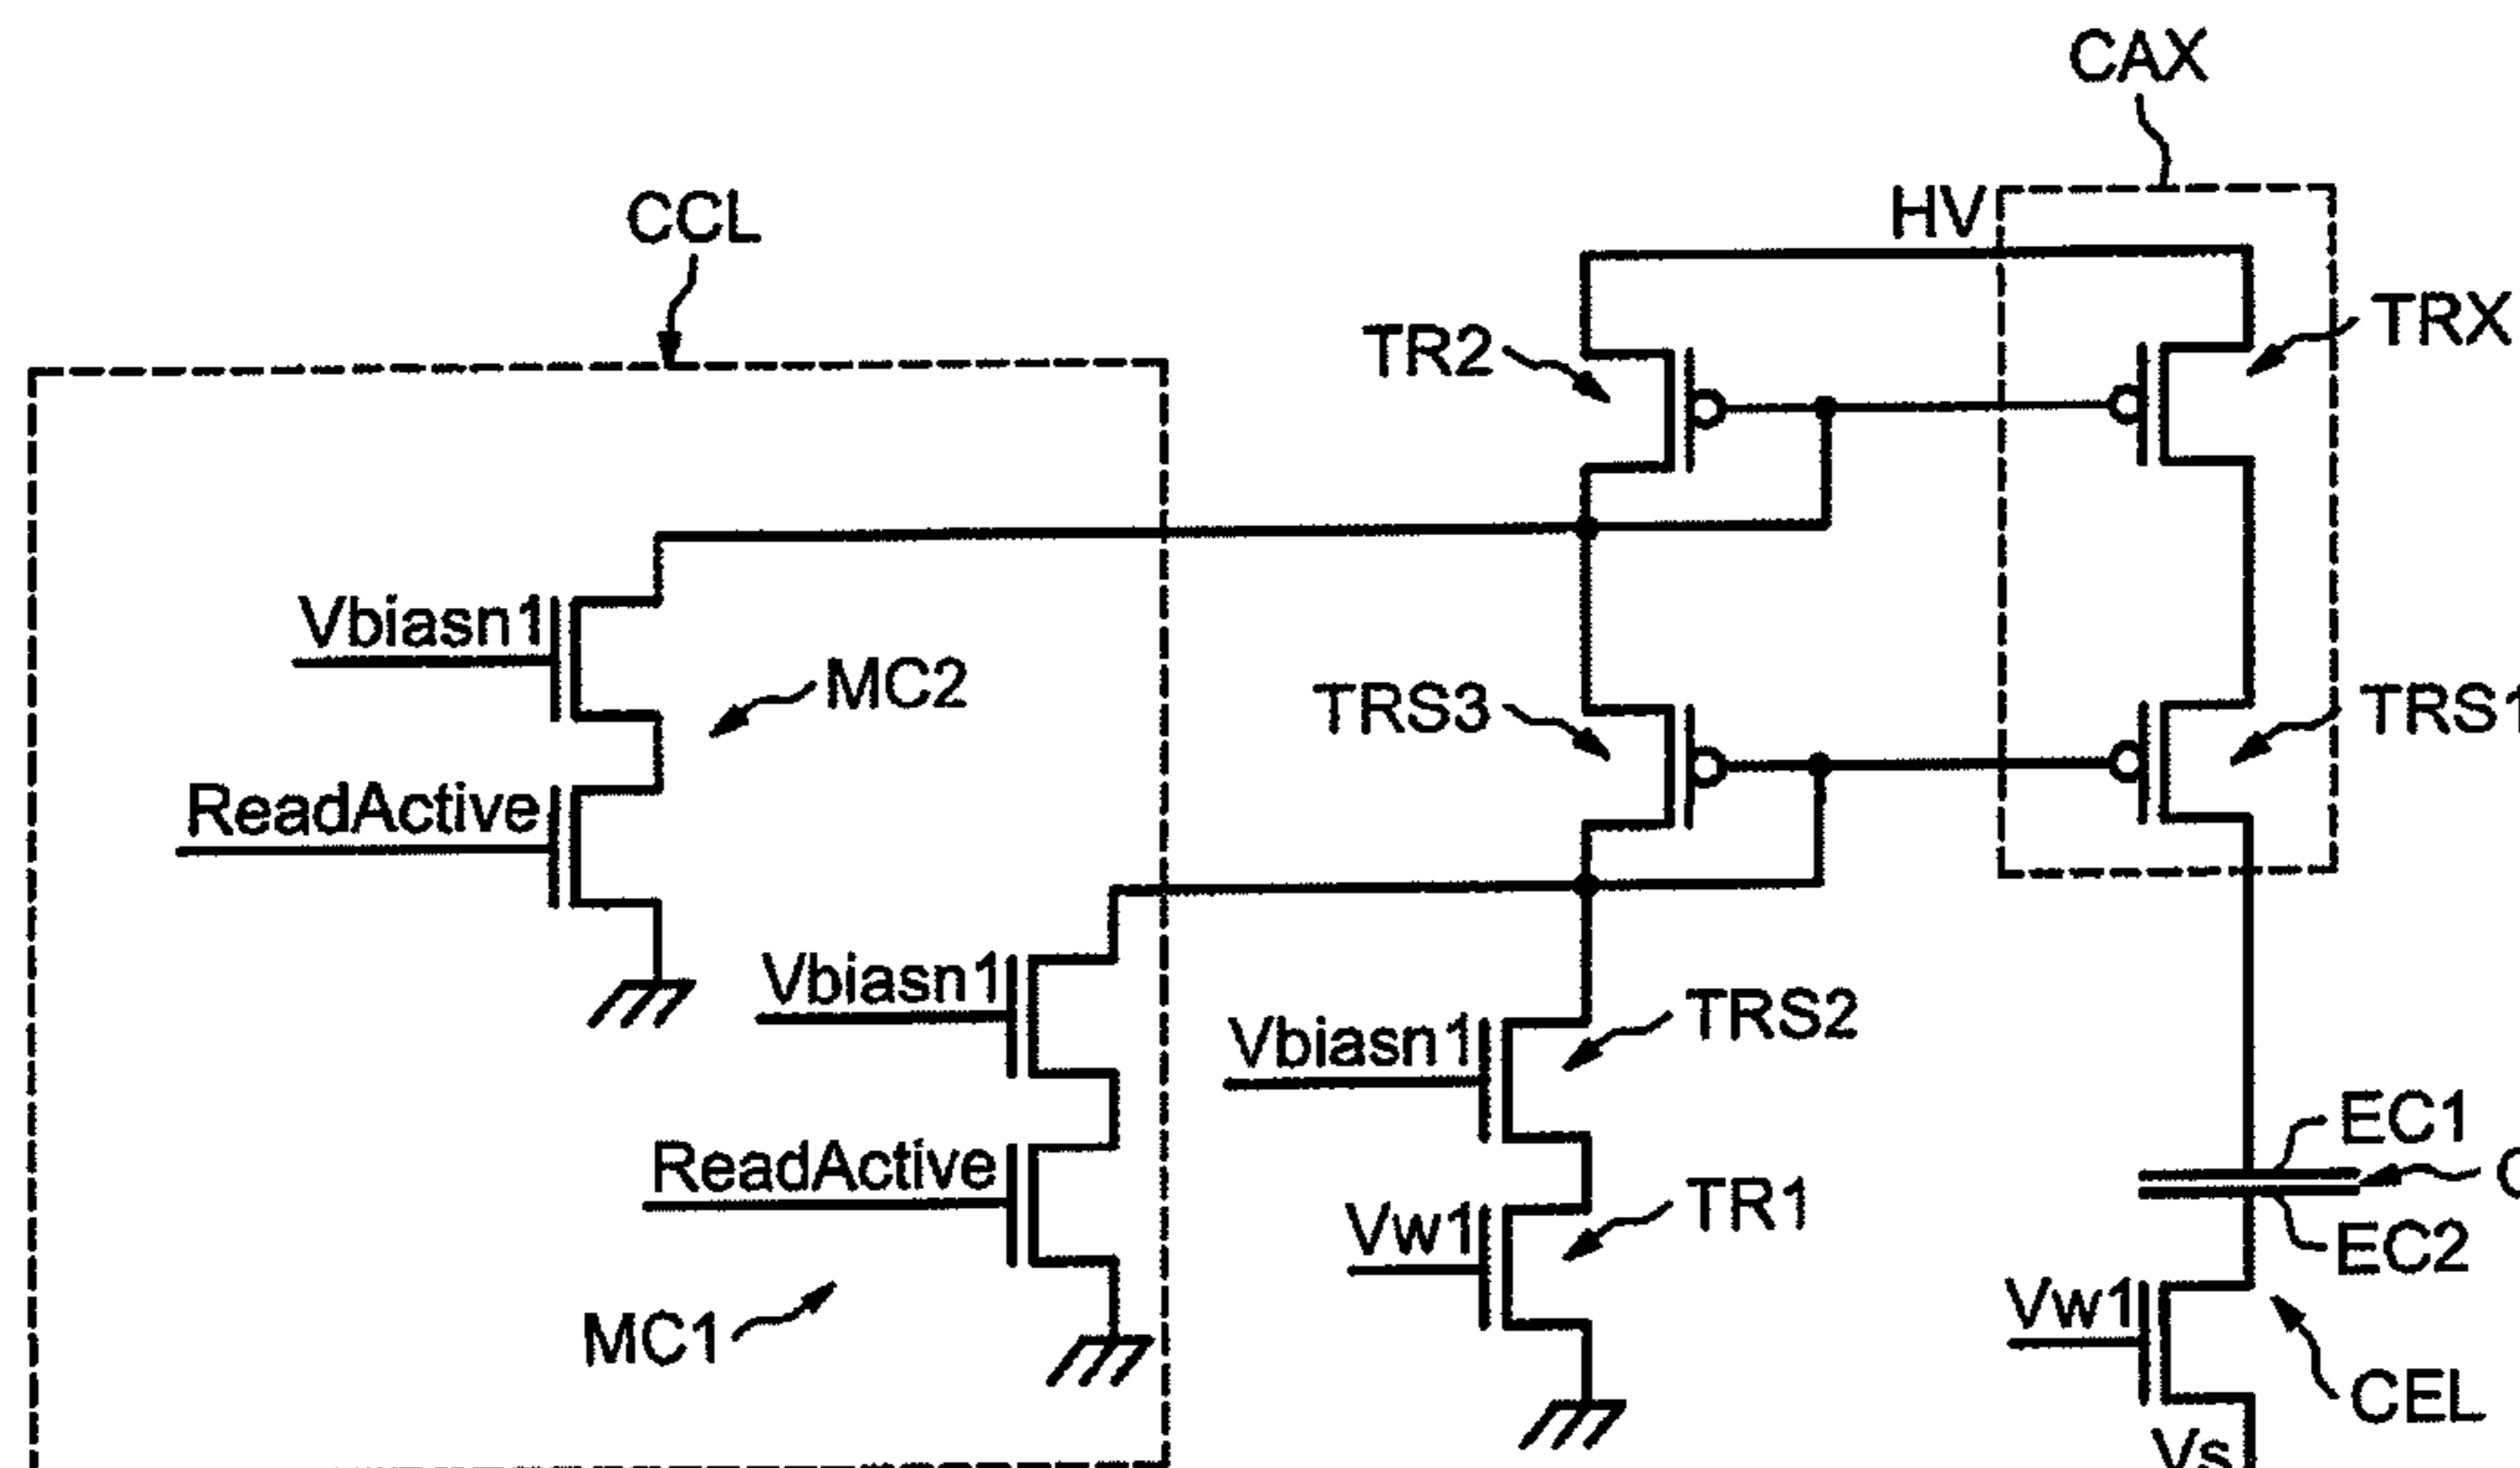 CAX
CCL
HV
TRX
TR2
Vbiasn1
MC2
TRS3
TRS1
ReadActive
Vbiasn1
TRS2
Vbiasn1
EC1
ReadActive
TR1
Vw1
EC2
MC1
Vw1
CEL
Vs